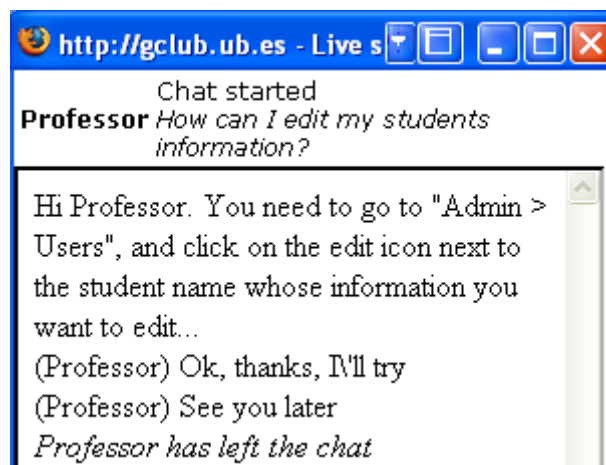 http://gclub.ub.es - Live s
Chat started
Professor How can I edit my students
information?
Hi Professor. You need to go to "Admin >
Users", and click on the edit icon next to
the student name whose information you
want to edit...
(Professor) Ok, thanks, I\'ll try
(Professor) See you later
Professor has left the chat